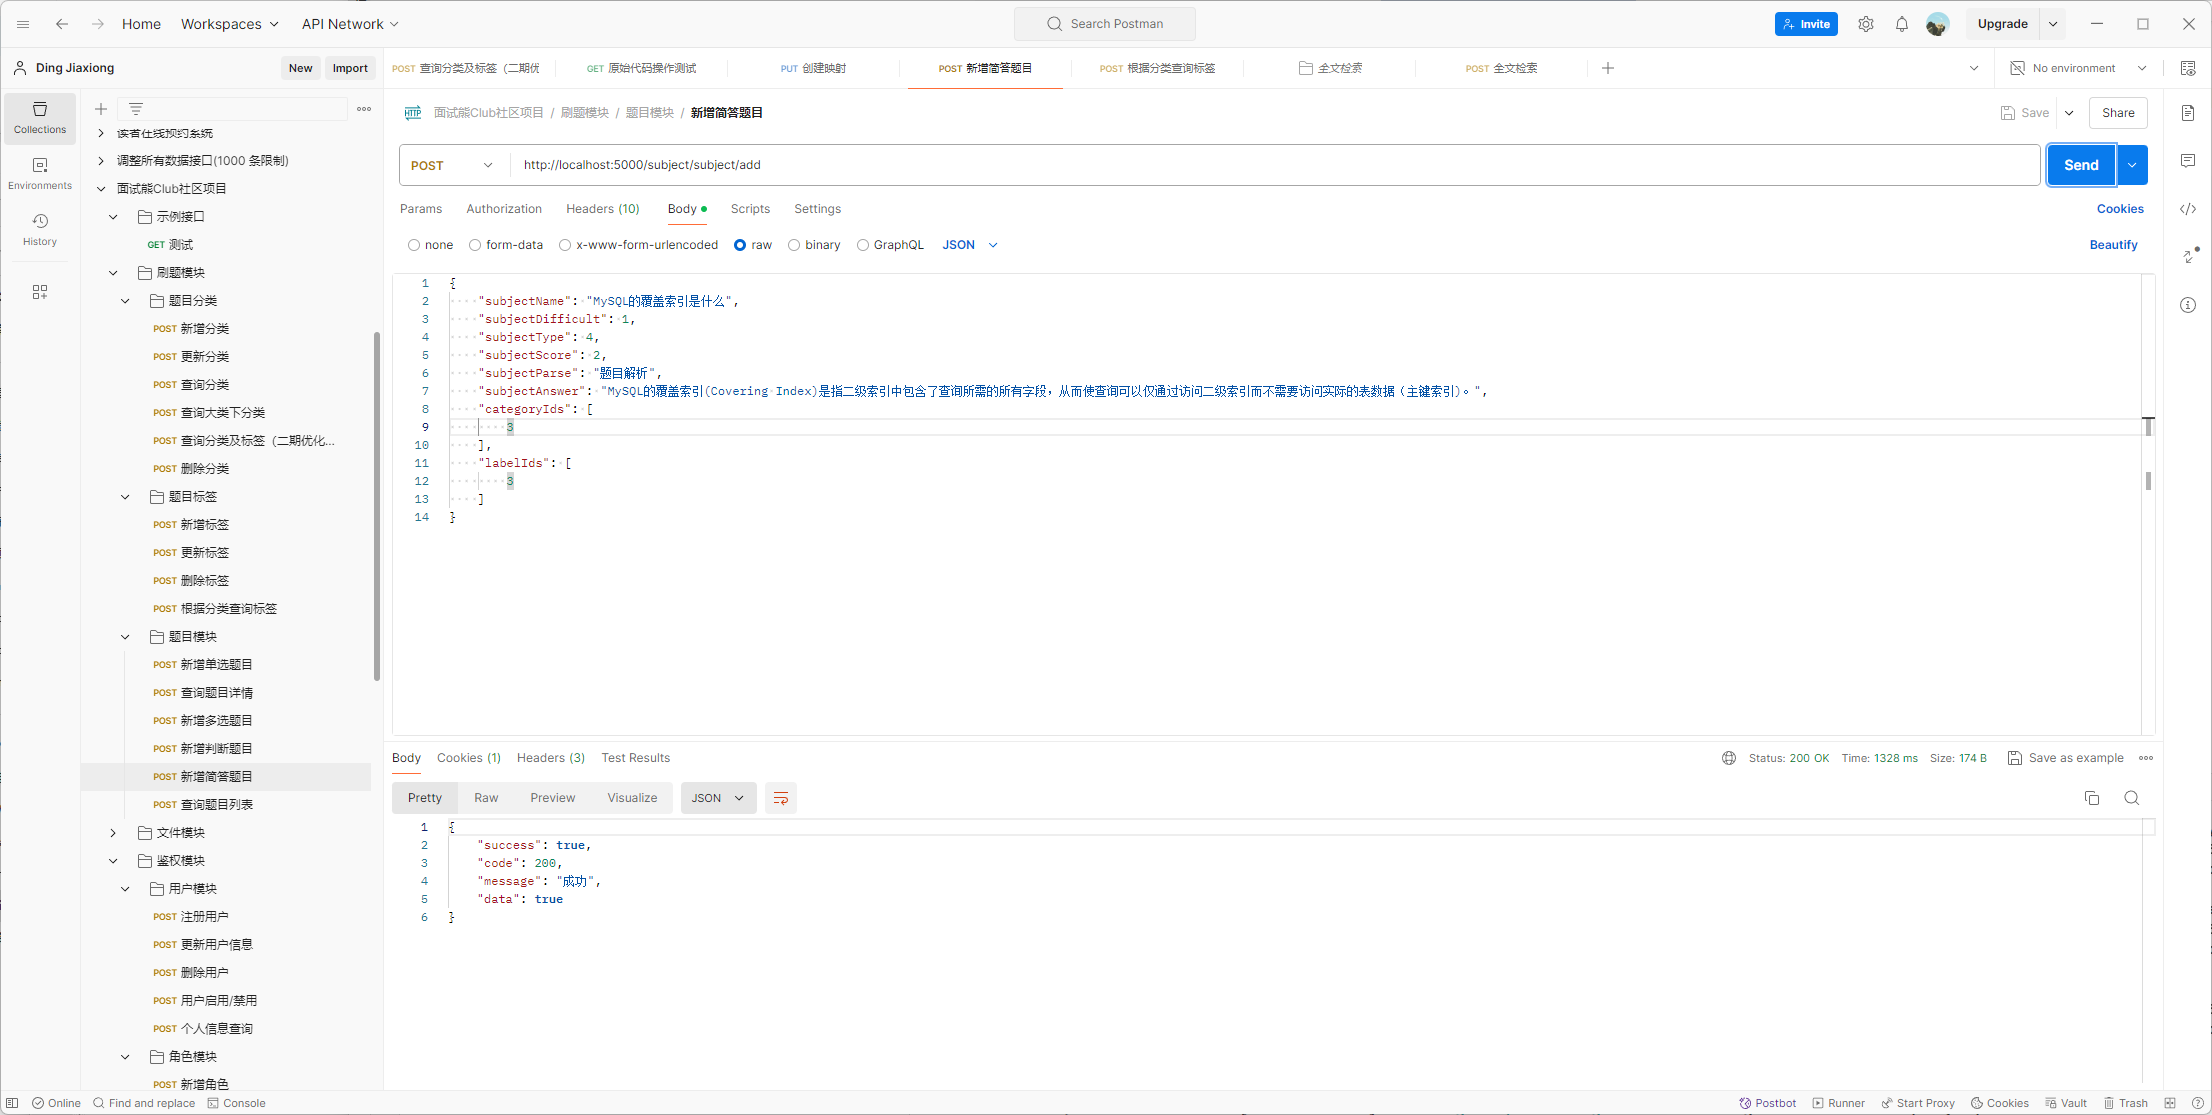 Home Workspaces API Network Search Postman Invite Upgrade
Ding Jiaxiong New Import
POST 查询分类及标签（二期优 GET 原始代码操作测试 PUT 创建映射 POST 新增简答题目 POST 根据分类查询标签 全文检索 POST 全文检索 No environment
Collections
Environments
History
读者在线预约系统
调整所有数据接口(1000 条限制)
面试熊Club社区项目
示例接口
GET 测试
刷题模块
题目分类
POST 新增分类
POST 更新分类
POST 查询分类
POST 查询大类下分类
POST 查询分类及标签（二期优化...
POST 删除分类
题目标签
POST 新增标签
POST 更新标签
POST 删除标签
POST 根据分类查询标签
题目模块
POST 新增单选题目
POST 查询题目详情
POST 新增多选题目
POST 新增判断题目
POST 新增简答题目
POST 查询题目列表
文件模块
鉴权模块
用户模块
POST 注册用户
POST 更新用户信息
POST 删除用户
POST 用户启用/禁用
POST 个人信息查询
角色模块
POST 新增角色
HTTP 面试熊Club社区项目 / 刷题模块 / 题目模块 / 新增简答题目 Save Share
POST http://localhost:5000/subject/subject/add Send
Params Authorization Headers (10) Body Scripts Settings Cookies
none form-data x-www-form-urlencoded raw binary GraphQL JSON Beautify
1 {
2 "subjectName": "MySQL的覆盖索引是什么",
3 "subjectDifficult": 1,
4 "subjectType": 4,
5 "subjectScore": 2,
6 "subjectParse": "题目解析",
7 "subjectAnswer": "MySQL的覆盖索引(Covering Index)是指二级索引中包含了查询所需的所有字段，从而使查询可以仅通过访问二级索引而不需要访问实际的表数据（主键索引）。",
8 "categoryIds": [
9 3
10 ],
11 "labelIds": [
12 3
13 ]
14 }
Body Cookies (1) Headers (3) Test Results Status: 200 OK Time: 1328 ms Size: 174 B Save as example
Pretty Raw Preview Visualize JSON
1 {
2 "success": true,
3 "code": 200,
4 "message": "成功",
5 "data": true
6 }
Online Find and replace Console Postbot Runner Start Proxy Cookies Vault Trash